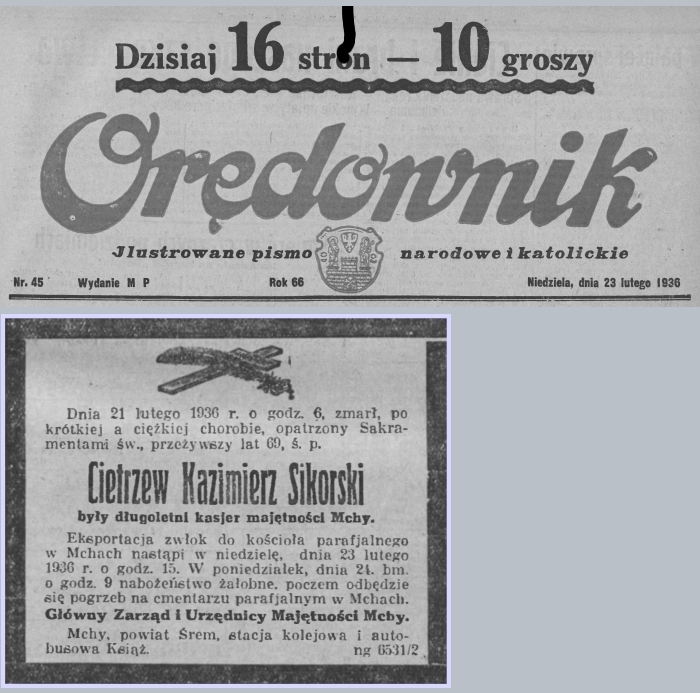 Dzisiaj 16 stron — 10 groszy
Orędownik
Jlustrowane pismo narodowe i katolickie
Nr. 45 Wydanie M P Rok 66 Niedziela, dnia 23 lutego 1936
Dnia 21 lutego 1936 r. o godz. 6, zmarł, po
krótkiej a ciężkiej chorobie, opatrzony Sakra-
mentami św., przeżywszy lat 69, ś. p.
Cietrzew Kazimierz Sikorski
były długoletni kasjer majętności Mchy.
Eksportacja zwłok do kościoła parafjalnego
w Mchach nastąpi w niedzielę, dnia 23 lutego
1936 r. o godz. 15. W poniedziałek, dnia 24. bm.
o godz. 9 nabożeństwo żałobne. poczem odbędzie
się pogrzeb na cmentarzu parafjalnym w Mchach.
Główny Zarząd i Urzędnicy Majętności Mchy.
Mchy, powiat Śrem, stacja kolejowa i auto-
busowa Książ. ng 6531/2